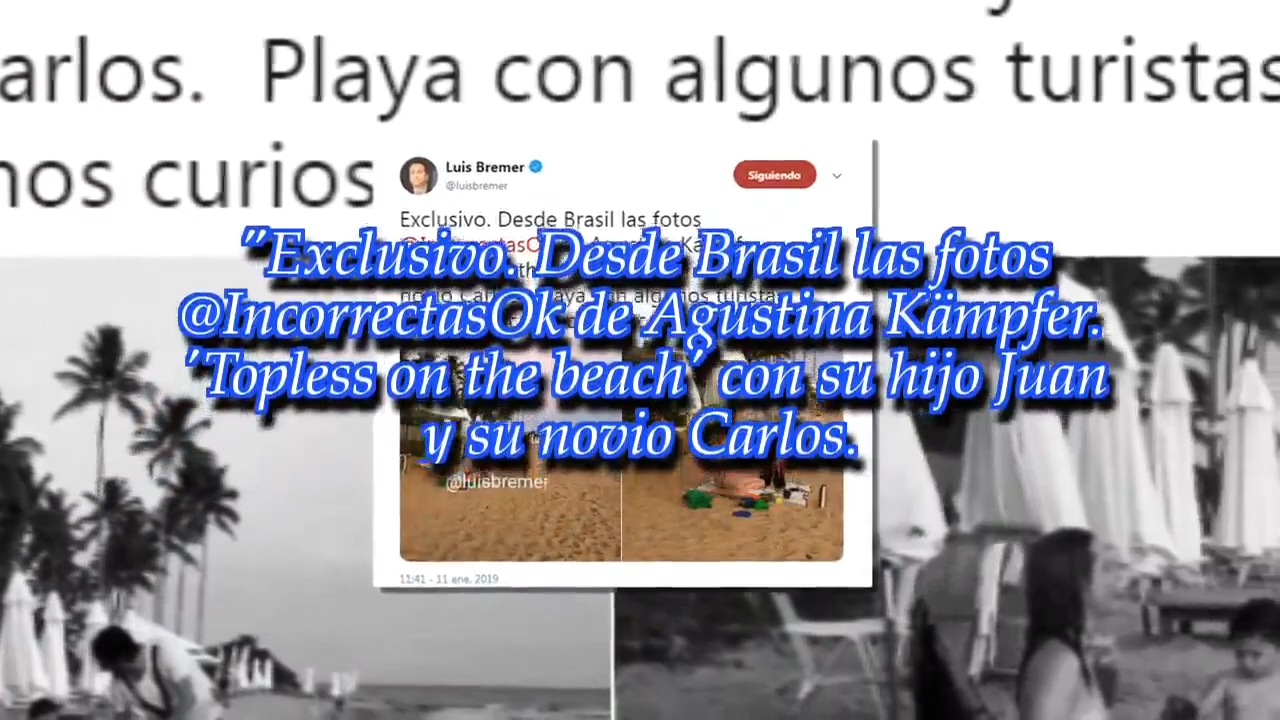 arlos. Playa con algunos turistas
nos curios
Luis Bremer
@luisbremer
Siguiendo
Exclusivo. Desde Brasil las fotos
"Exclusivo. Desde Brasil las fotos
@IncorrectasOk de Agustina Kämpfer.
'Topless on the beach' con su hijo Juan
y su novio Carlos.
@luisbremer
11:41 - 11 ene. 2019